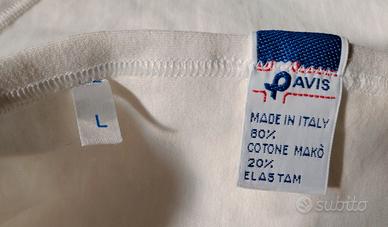 PAVIS
MADE IN ITALY
80%
COTONE MAKÒ
20%
ELASTAM
L
subito